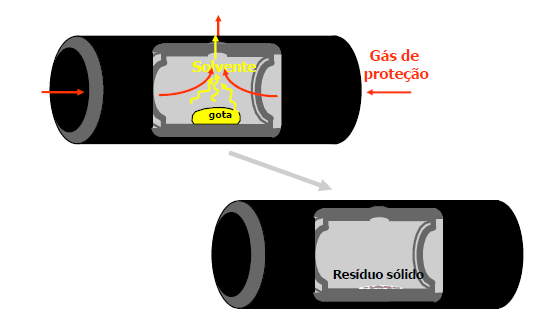 Solvente
Gás de
proteção
gota
Resíduo sólido